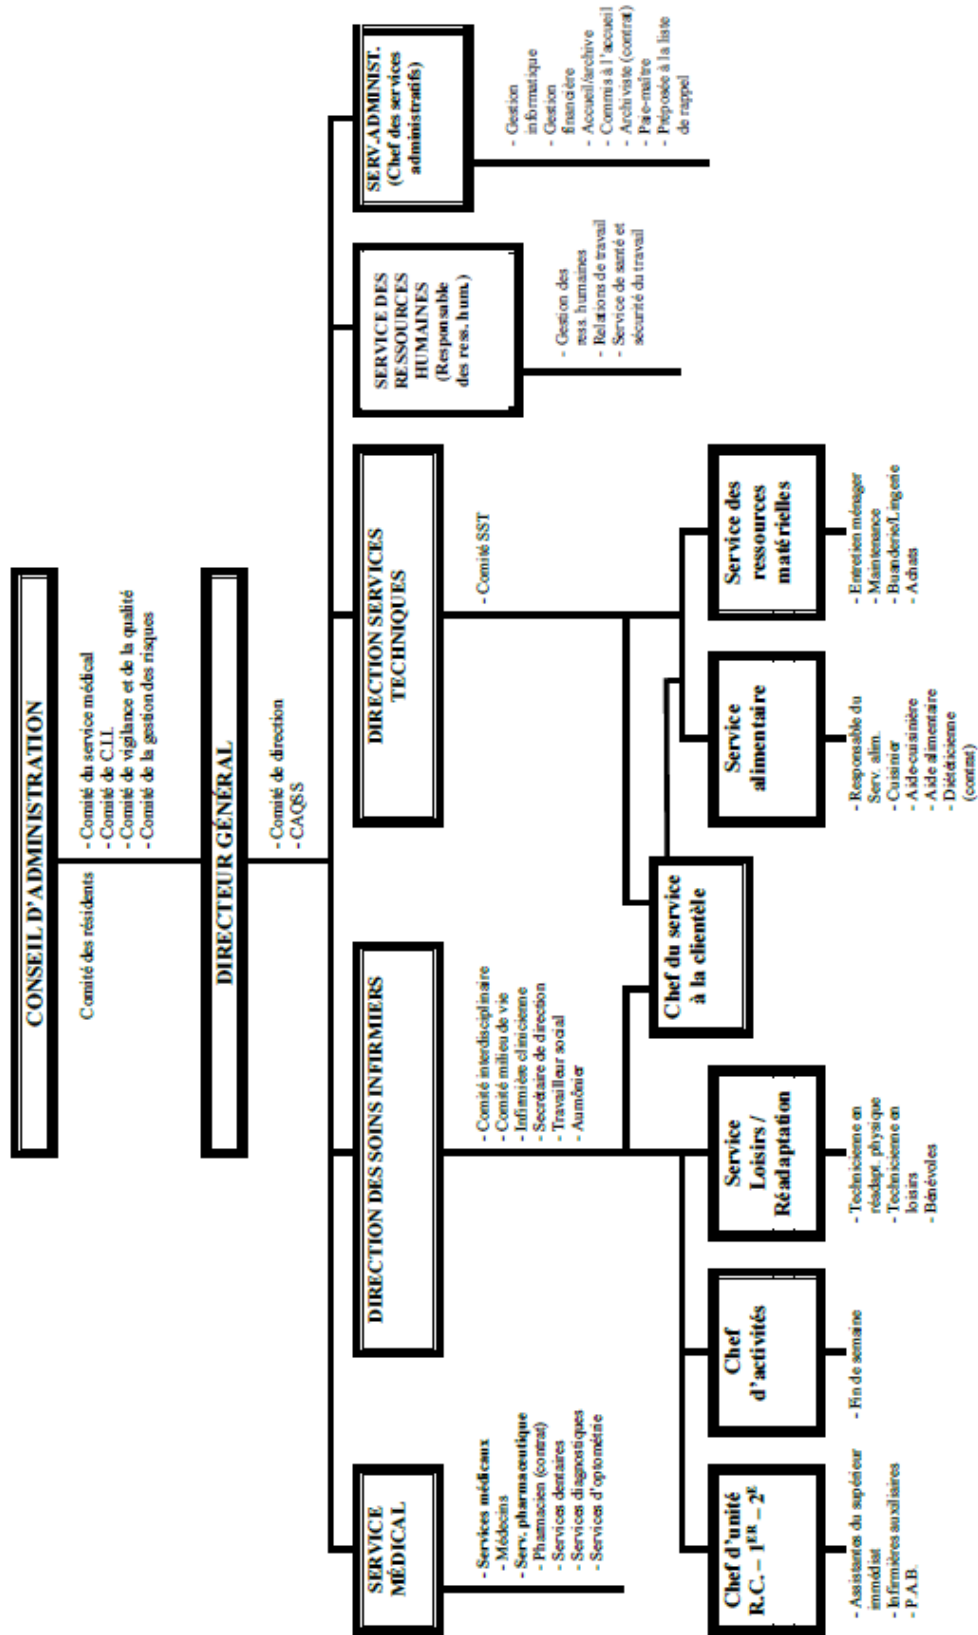 CONSEIL D'ADMINISTRATION
Comité des résidents
- Comité du service médical
- Comité de C.I.I.
- Comité de vigilance et de la qualité
- Comité de la gestion des risques
DIRECTEUR GÉNÉRAL
- Comité de direction
- CAQSS
SERVICE
MÉDICAL
- Services médicaux
- Médecins
- Serv. pharmaceutique
- Pharmacien (contrat)
- Services dentaires
- Services diagnostiques
- Services d'optométrie
DIRECTION DES SOINS INFIRMIERS
- Comité interdisciplinaire
- Comité milieu de vie
- Infirmière clinicienne
- Secrétaire de direction
- Travailleur social
- Aumônier
DIRECTION SERVICES
TECHNIQUES
- Comité SST
SERVICE DES
RESSOURCES
HUMAINES
(Responsable
des ress. hum.)
- Gestion des
ress. humaines
- Relations de travail
- Service de santé et
sécurité du travail
SERV.ADMINIST.
(Chef des services
administratifs)
- Gestion
informatique
- Gestion
financière
- Accueil/archive
- Commis à l'accueil
- Archiviste (contrat)
- Paie-maître
- Préposée à la liste
de rappel
Chef du service
à la clientèle
Chef d'unité
R.C. – 1ER – 2E
- Assistantes du supérieur
immédiat
- Infirmières auxiliaires
- P.A.B.
Chef
d'activités
- Fin de semaine
Service
Loisirs /
Réadaptation
- Technicienne en
réadapt. physique
- Technicienne en
loisirs
- Bénévoles
Service
alimentaire
- Responsable du
Serv. alim.
- Cuisinier
- Aide-cuisinière
- Aide alimentaire
- Diététicienne
(contrat)
Service des
ressources
matérielles
- Entretien ménager
- Maintenance
- Buanderie/Lingerie
- Achats